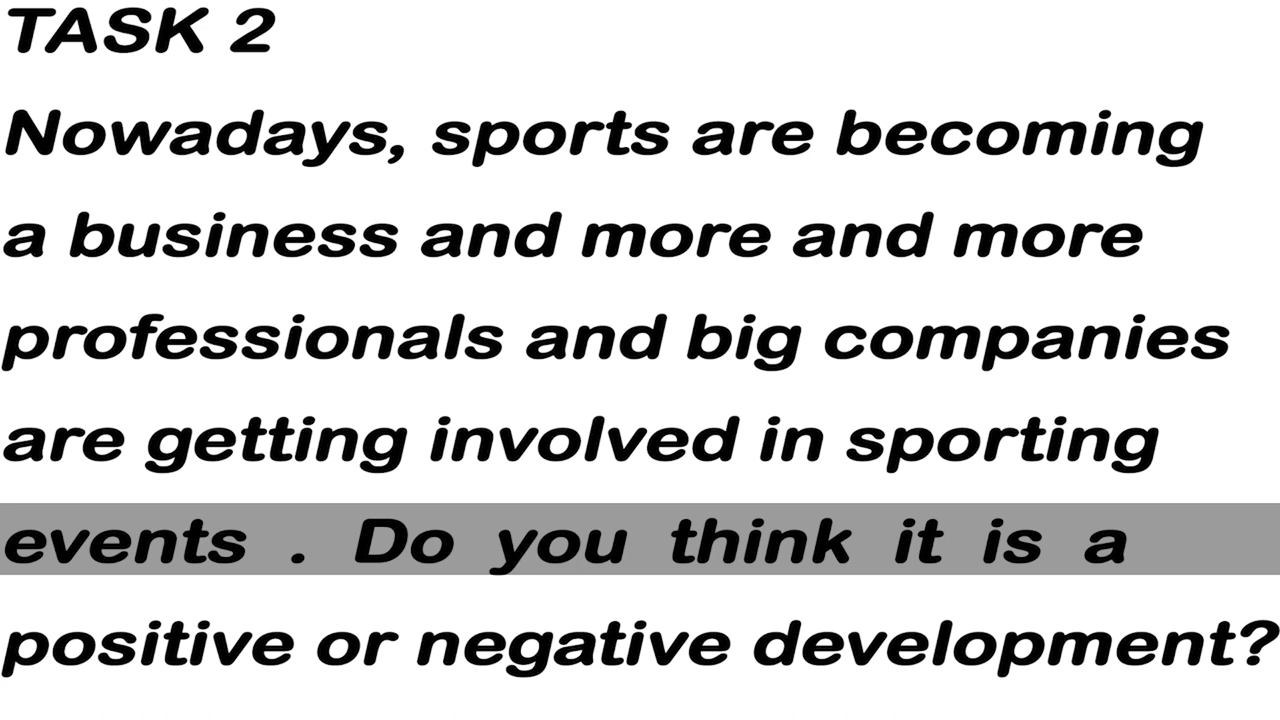 TASK 2
Nowadays, sports are becoming
a business and more and more
professionals and big companies
are getting involved in sporting
events . Do you think it is a
positive or negative development?